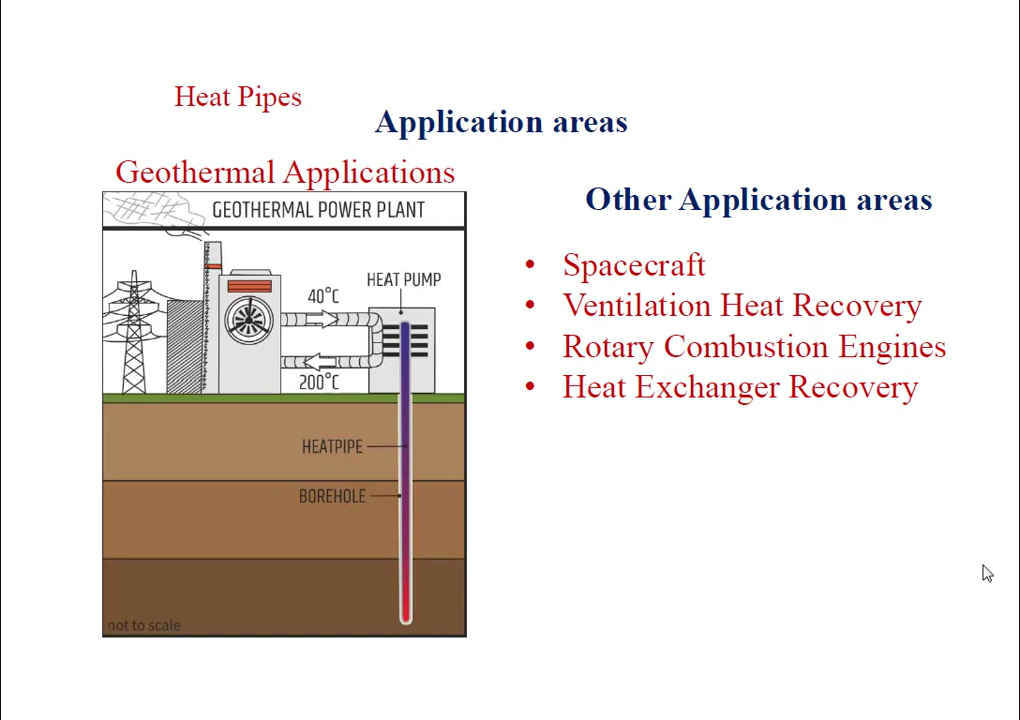 Heat Pipes
Application areas
Geothermal Applications
GEOTHERMAL POWER PLANT
HEAT PUMP
40°C
200°C
HEATPIPE
BOREHOLE
not to scale
Other Application areas
• Spacecraft
• Ventilation Heat Recovery
• Rotary Combustion Engines
• Heat Exchanger Recovery